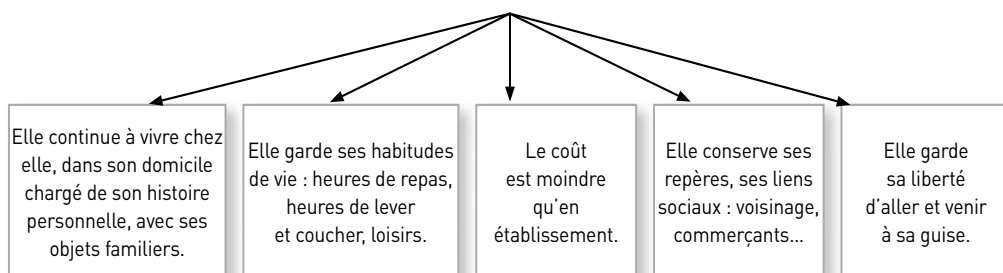 Elle continue à vivre chez
elle, dans son domicile
chargé de son histoire
personnelle, avec ses
objets familiers.
Elle garde ses habitudes
de vie : heures de repas,
heures de lever
et coucher, loisirs.
Le coût
est moindre
qu’en
établissement.
Elle conserve ses
repères, ses liens
sociaux : voisinage,
commerçants…
Elle garde
sa liberté
d’aller et venir
à sa guise.